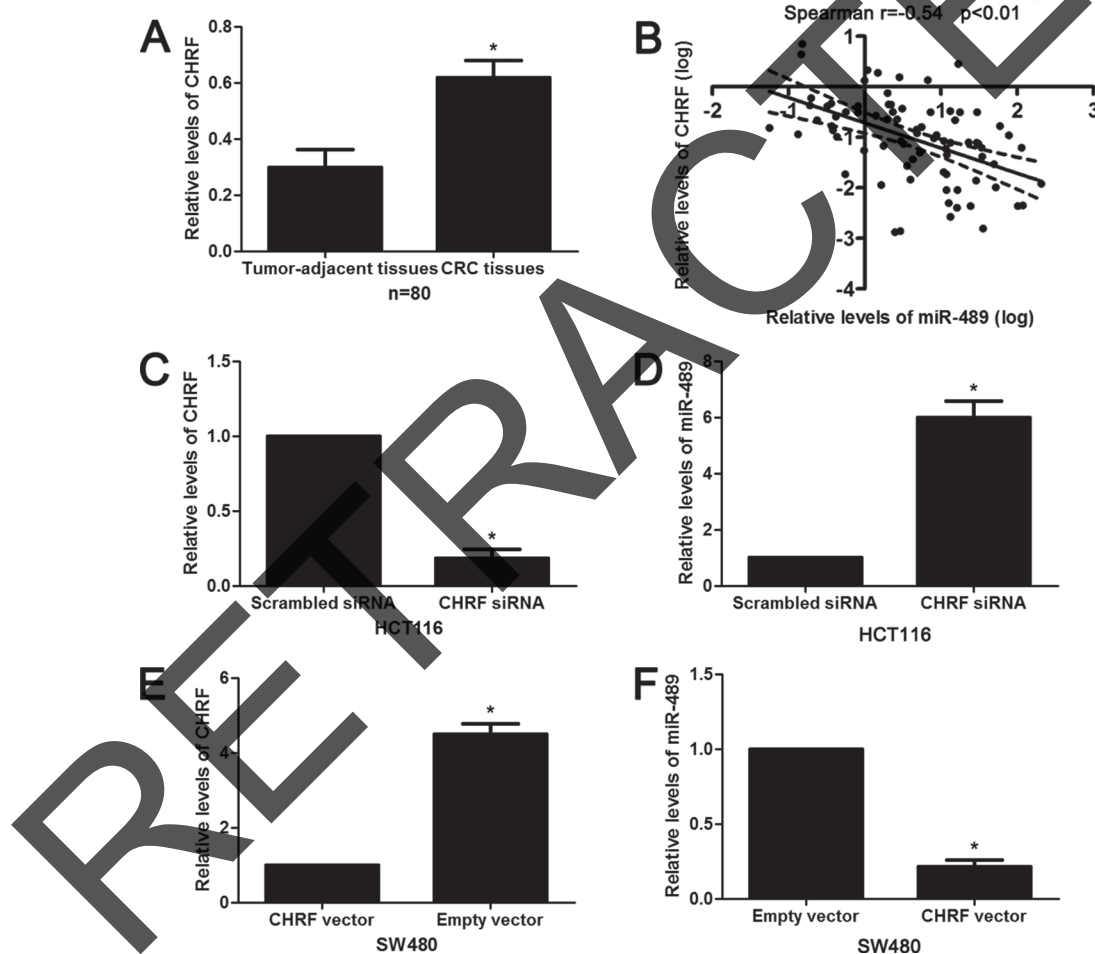 A
Relative levels of CHRF
0.8
0.6
0.4
0.2
0.0
*
Tumor-adjacent tissues CRC tissues
n=80
B
Spearman r=-0.54 p<0.01
Relative levels of CHRF (log)
1
-2 -1 1 2 3
-1
-2
-3
-4
Relative levels of miR-489 (log)
C
Relative levels of CHRF
1.5
1.0
0.5
0.0
*
Scrambled siRNA CHRF siRNA
HCT116
D
Relative levels of miR-489
8
6
4
2
0
*
Scrambled siRNA CHRF siRNA
HCT116
E
Relative levels of CHRF
6
4
2
0
*
CHRF vector Empty vector
SW480
F
Relative levels of miR-489
1.5
1.0
0.5
0.0
*
Empty vector CHRF vector
SW480
RETRACTE